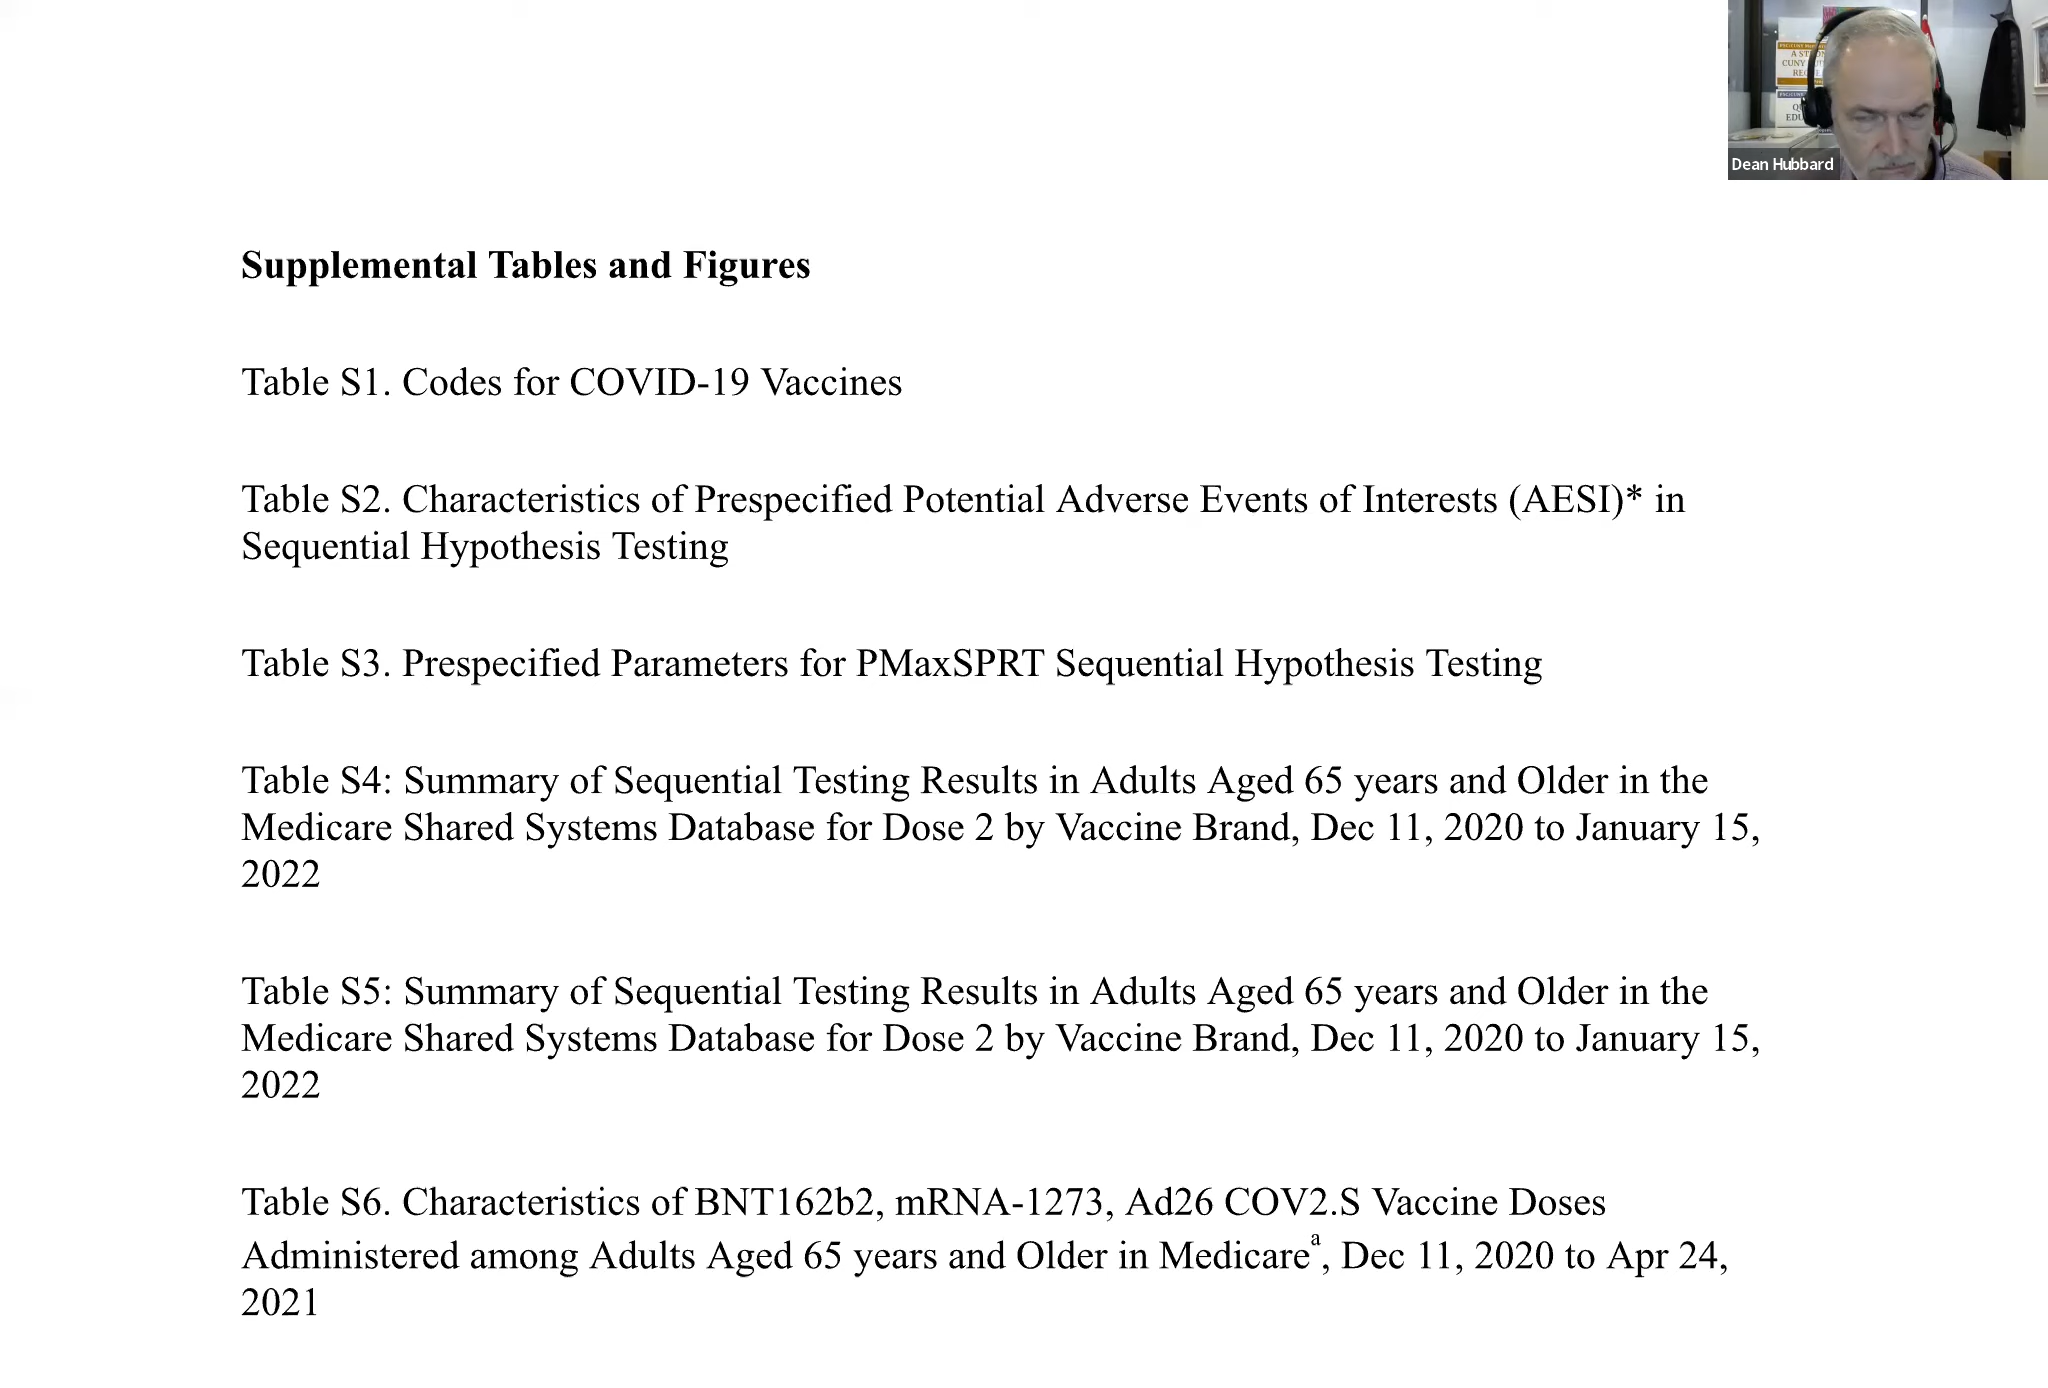 PSC/CUNY
A
CUNY
PSC/CUNY
Dean Hubbard
Supplemental Tables and Figures
Table S1. Codes for COVID-19 Vaccines
Table S2. Characteristics of Prespecified Potential Adverse Events of Interests (AESI)* in
Sequential Hypothesis Testing
Table S3. Prespecified Parameters for PMaxSPRT Sequential Hypothesis Testing
Table S4: Summary of Sequential Testing Results in Adults Aged 65 years and Older in the
Medicare Shared Systems Database for Dose 2 by Vaccine Brand, Dec 11, 2020 to January 15,
2022
Table S5: Summary of Sequential Testing Results in Adults Aged 65 years and Older in the
Medicare Shared Systems Database for Dose 2 by Vaccine Brand, Dec 11, 2020 to January 15,
2022
Table S6. Characteristics of BNT162b2, mRNA-1273, Ad26 COV2.S Vaccine Doses
Administered among Adults Aged 65 years and Older in Medicareᵃ, Dec 11, 2020 to Apr 24,
2021